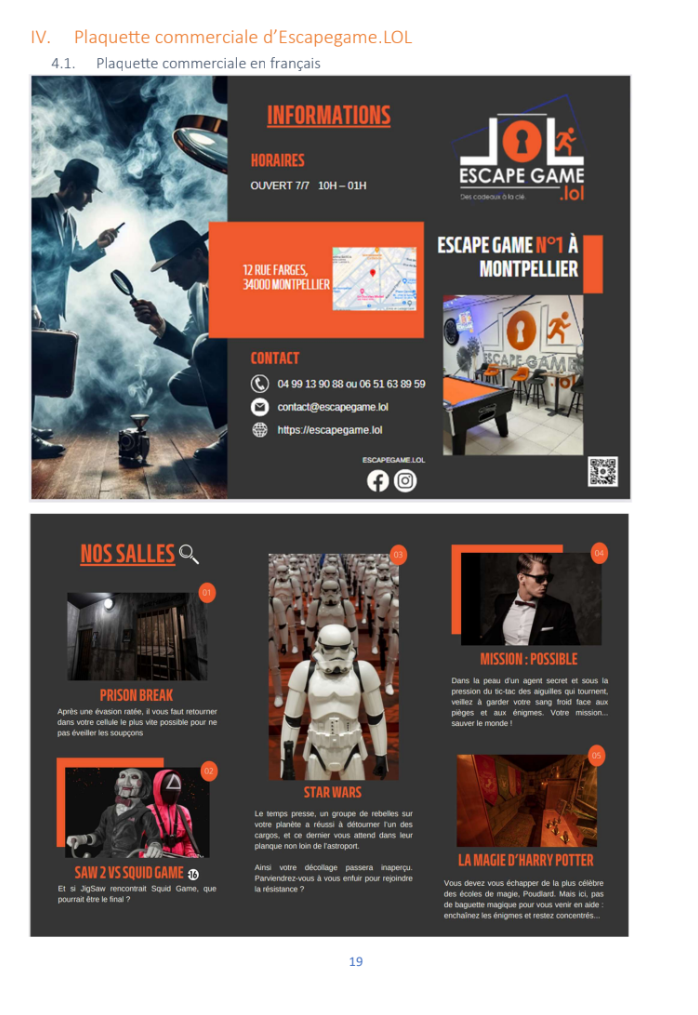 IV. Plaquette commerciale d'Escapegame.LOL
4.1. Plaquette commerciale en français
INFORMATIONS
HORAIRES
OUVERT 7/7 10H – 01H
12 RUE FARGES,
34000 MONTPELLIER
CONTACT
04 99 13 90 88 ou 06 51 63 89 59
contact@escapegame.lol
https://escapegame.lol
ESCAPEGAME.LOL
LOL
ESCAPE GAME
.lol
Des cadeaux à la clé.
ESCAPE GAME N°1 À
MONTPELLIER
ESCAPE GAME
NOS SALLES
01
PRISON BREAK
Après une évasion ratée, il vous faut retourner
dans votre cellule le plus vite possible pour ne
pas éveiller les soupçons
02
SAW 2 VS SQUID GAME -16
Et si JigSaw rencontrait Squid Game, que
pourrait être le final ?
03
STAR WARS
Le temps presse, un groupe de rebelles sur
votre planète a réussi à détourner l'un des
cargos, et ce dernier vous attend dans leur
planque non loin de l'astroport.
Ainsi votre décollage passera inaperçu.
Parviendrez-vous à vous enfuir pour rejoindre
la résistance ?
04
MISSION : POSSIBLE
Dans la peau d'un agent secret et sous la
pression du tic-tac des aiguilles qui tournent,
veillez à garder votre sang froid face aux
pièges et aux énigmes. Votre mission...
sauver le monde !
05
LA MAGIE D'HARRY POTTER
Vous devez vous échapper de la plus célèbre
des écoles de magie, Poudlard. Mais ici, pas
de baguette magique pour vous venir en aide :
enchaînez les énigmes et restez concentrés...
19